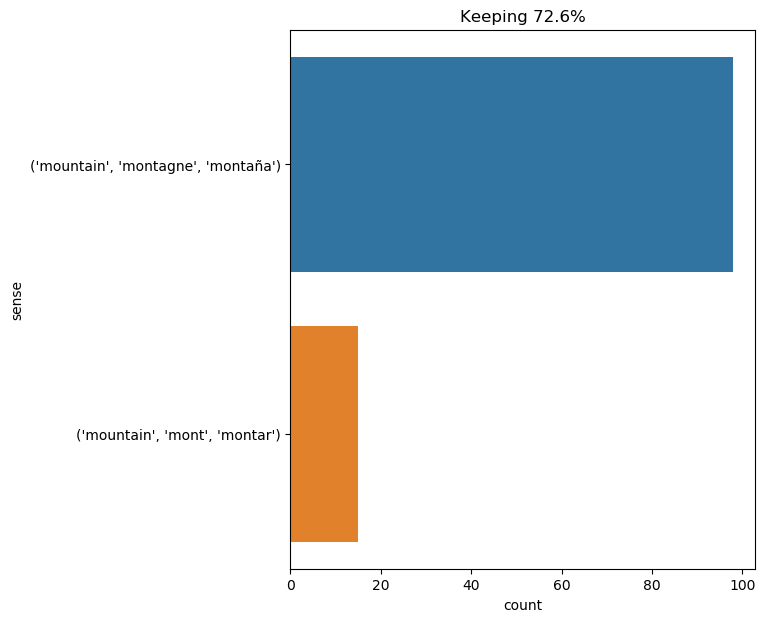 Keeping 72.6%
('mountain', 'montagne', 'montaña')
sense
('mountain', 'mont', 'montar')
0 20 40 60 80 100
count